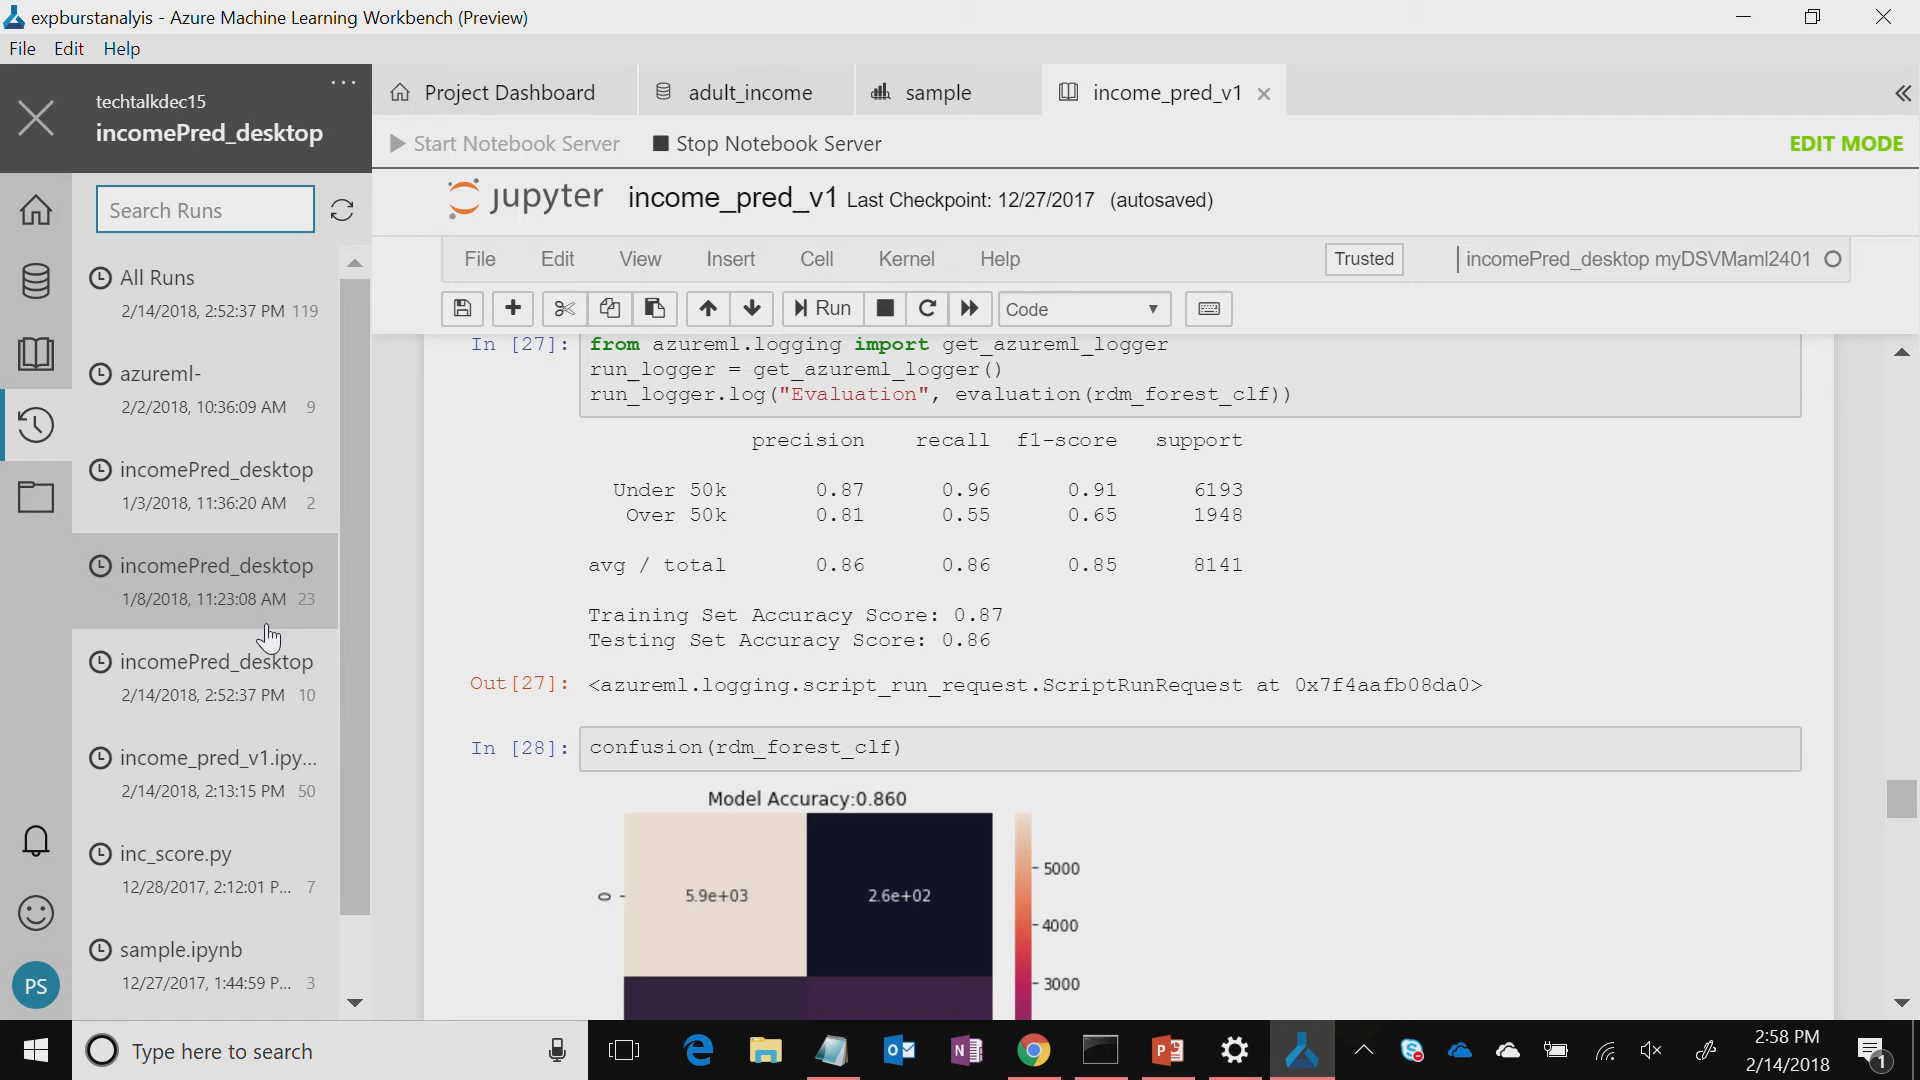 expburstanalyis - Azure Machine Learning Workbench (Preview)
File Edit Help
techtalkdec15
incomePred_desktop
Search Runs
All Runs
2/14/2018, 2:52:37 PM 119
azureml-
2/2/2018, 10:36:09 AM 9
incomePred_desktop
1/3/2018, 11:36:20 AM 2
incomePred_desktop
1/8/2018, 11:23:08 AM 23
incomePred_desktop
2/14/2018, 2:52:37 PM 10
income_pred_v1.ipy...
2/14/2018, 2:13:15 PM 50
inc_score.py
12/28/2017, 2:12:01 P... 7
sample.ipynb
12/27/2017, 1:44:59 P... 3
PS
Project Dashboard adult_income sample income_pred_v1
Start Notebook Server Stop Notebook Server EDIT MODE
jupyter income_pred_v1 Last Checkpoint: 12/27/2017 (autosaved)
File Edit View Insert Cell Kernel Help Trusted incomePred_desktop myDSVMaml2401
Run Code
In [27]: from azureml.logging import get_azureml_logger
run_logger = get_azureml_logger()
run_logger.log("Evaluation", evaluation(rdm_forest_clf))
precision recall f1-score support
Under 50k 0.87 0.96 0.91 6193
Over 50k 0.81 0.55 0.65 1948
avg / total 0.86 0.86 0.85 8141
Training Set Accuracy Score: 0.87
Testing Set Accuracy Score: 0.86
Out[27]: <azureml.logging.script_run_request.ScriptRunRequest at 0x7f4aafb08da0>
In [28]: confusion(rdm_forest_clf)
Model Accuracy:0.860
0 5.9e+03 2.6e+02
5000
4000
3000
Type here to search
2:58 PM
2/14/2018
1